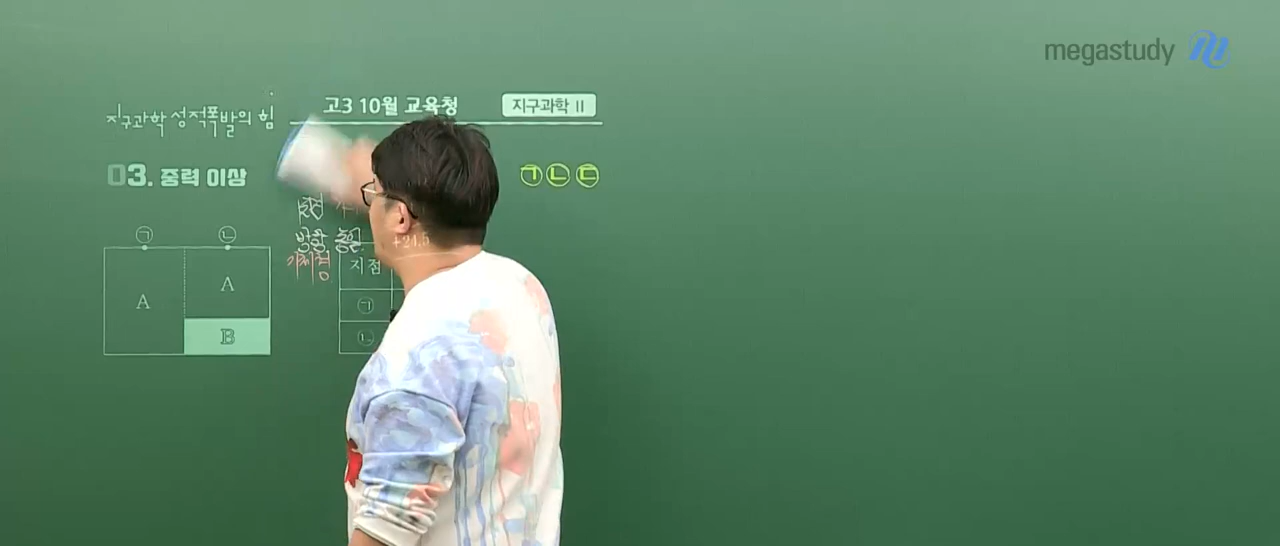 megastudy
지구과학 성적폭발의 힘
고3 10월 교육청
지구과학 II
03. 중력 이상
㉠㉡㉢
㉠ ㉡
+21.5
A A
지점
㉠
B
㉡